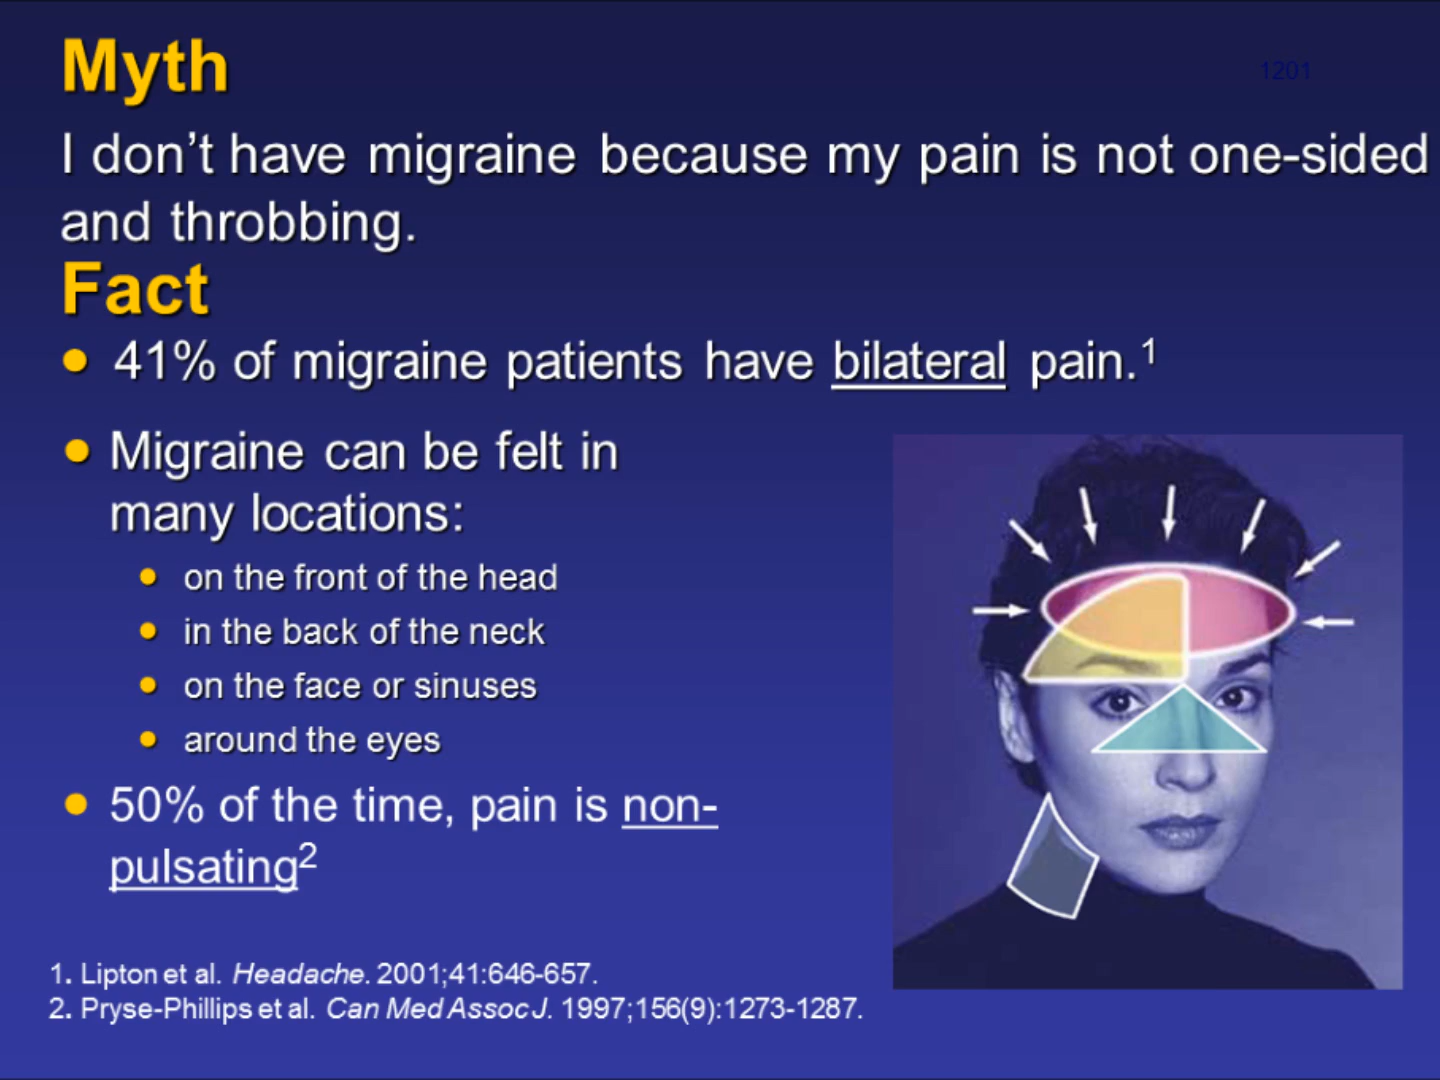 Myth
1201
I don’t have migraine because my pain is not one-sided
and throbbing.
Fact
• 41% of migraine patients have bilateral pain.1
• Migraine can be felt in
many locations:
• on the front of the head
• in the back of the neck
• on the face or sinuses
• around the eyes
• 50% of the time, pain is non-
pulsating2
1. Lipton et al. Headache. 2001;41:646-657.
2. Pryse-Phillips et al. Can Med Assoc J. 1997;156(9):1273-1287.